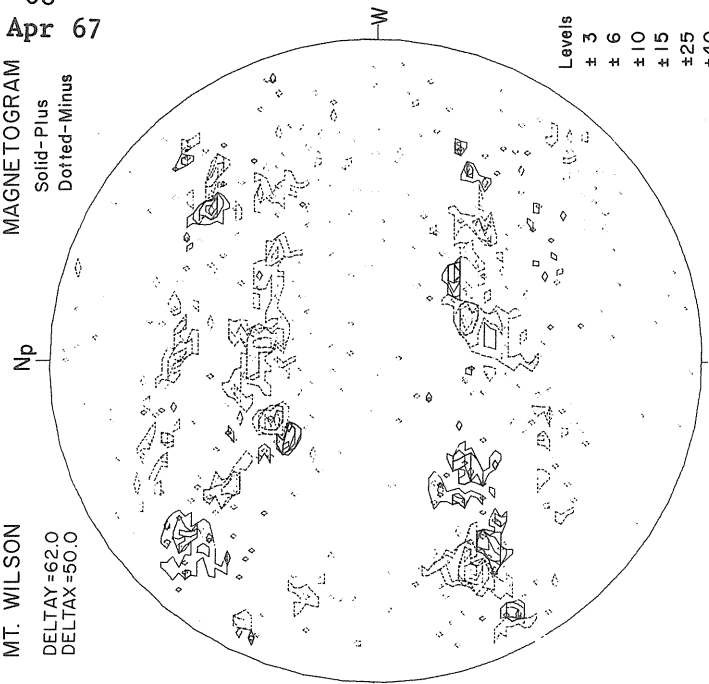 Apr 67
MT. WILSON
MAGNETOGRAM
DELTAY=62.0
DELTAX=50.0
Solid-Plus
Dotted-Minus
Np
W
Levels
± 3
± 6
±10
±15
±25